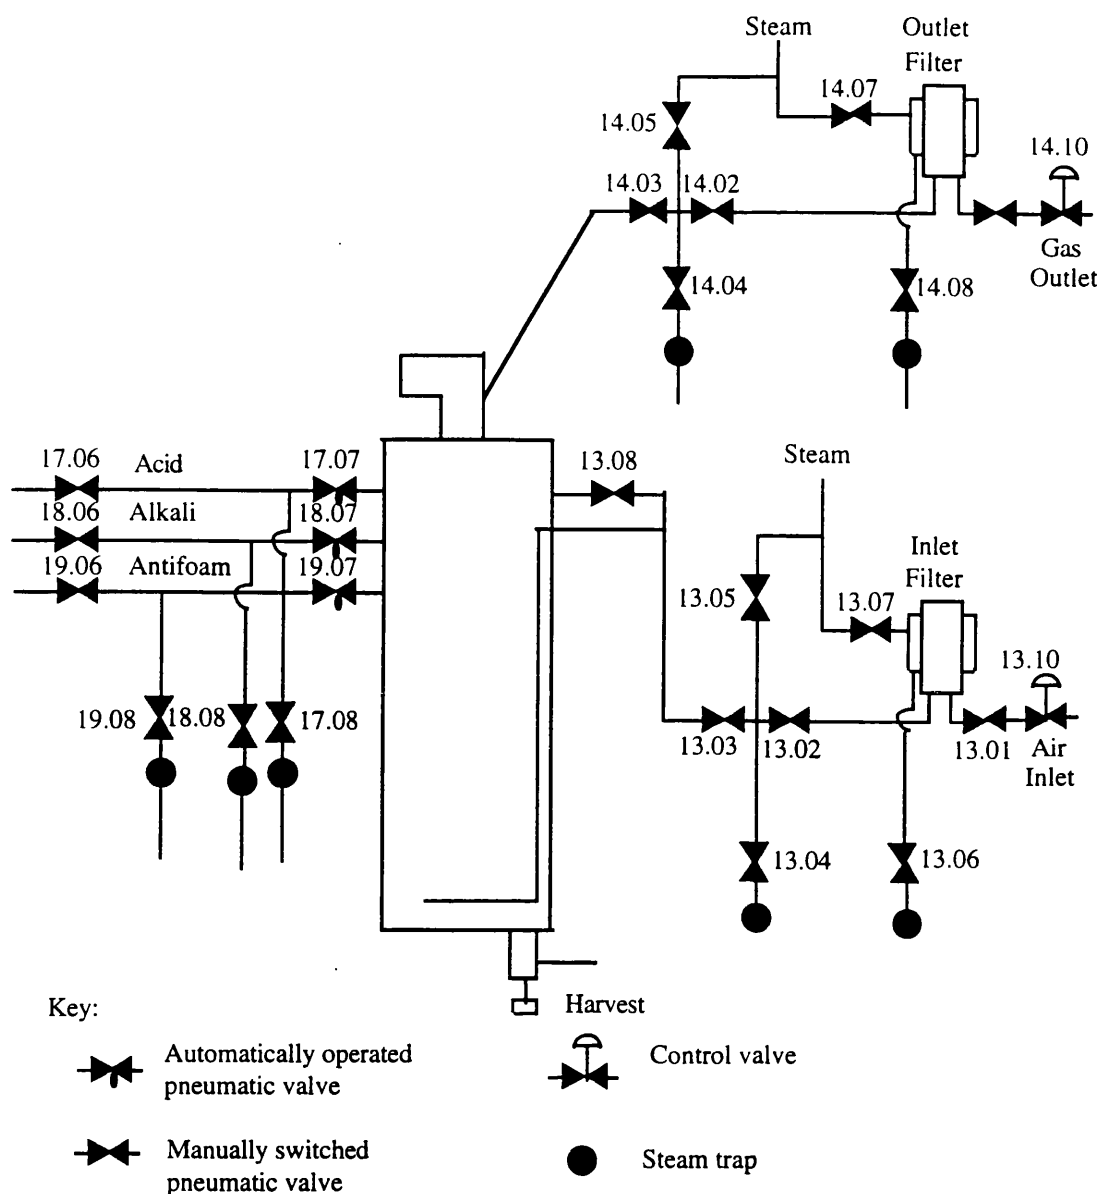 Steam
Outlet
Filter
14.07
14.05
14.10
14.03
14.02
Gas
Outlet
14.04
14.08
17.06
Acid
17.07
13.08
Steam
18.06
Alkali
18.07
19.06
Antifoam
19.07
Inlet
Filter
13.05
13.07
13.10
19.08
18.08
17.08
13.03
13.02
13.01
Air
Inlet
13.04
13.06
Harvest
Key:
Automatically operated
pneumatic valve
Control valve
Manually switched
pneumatic valve
Steam trap